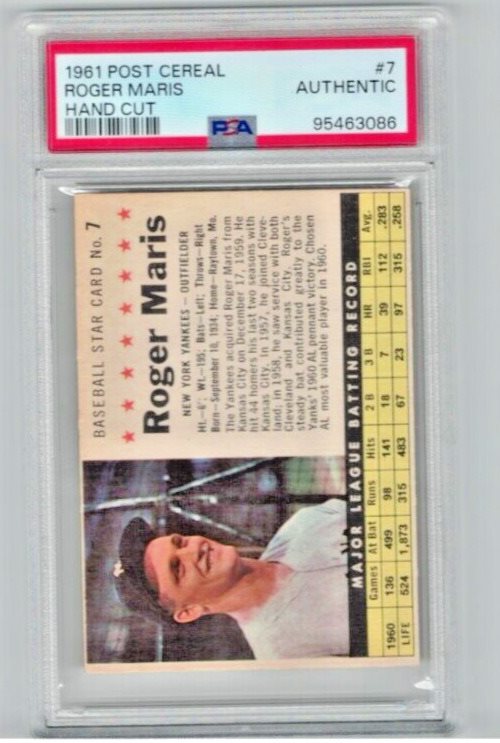 1961 POST CEREAL #7
ROGER MARIS AUTHENTIC
HAND CUT
PSA 95463086
BASEBALL STAR CARD No. 7
Roger Maris
NEW YORK YANKEES — OUTFIELDER
Ht.—6'; Wt.—195, Bats—Left; Throws—Right
Born—September 10, 1934; Home—Raytown, Mo.
The Yankees acquired Roger Maris from
Kansas City on December 17, 1959. He
hit 44 homers his last two seasons with
Kansas City. In 1957, he joined Cleve-
land; in 1958, he saw service with both
Cleveland and Kansas City. Roger's
steady bat contributed greatly to the
Yanks' 1960 AL pennant victory. Chosen
AL most valuable player in 1960.
MAJOR LEAGUE BATTING RECORD
Games At Bat Runs Hits 2 B 3 B HR RBI Avg.
1960 136 499 98 141 18 7 39 112 .283
LIFE 524 1,873 315 483 67 23 97 315 .258